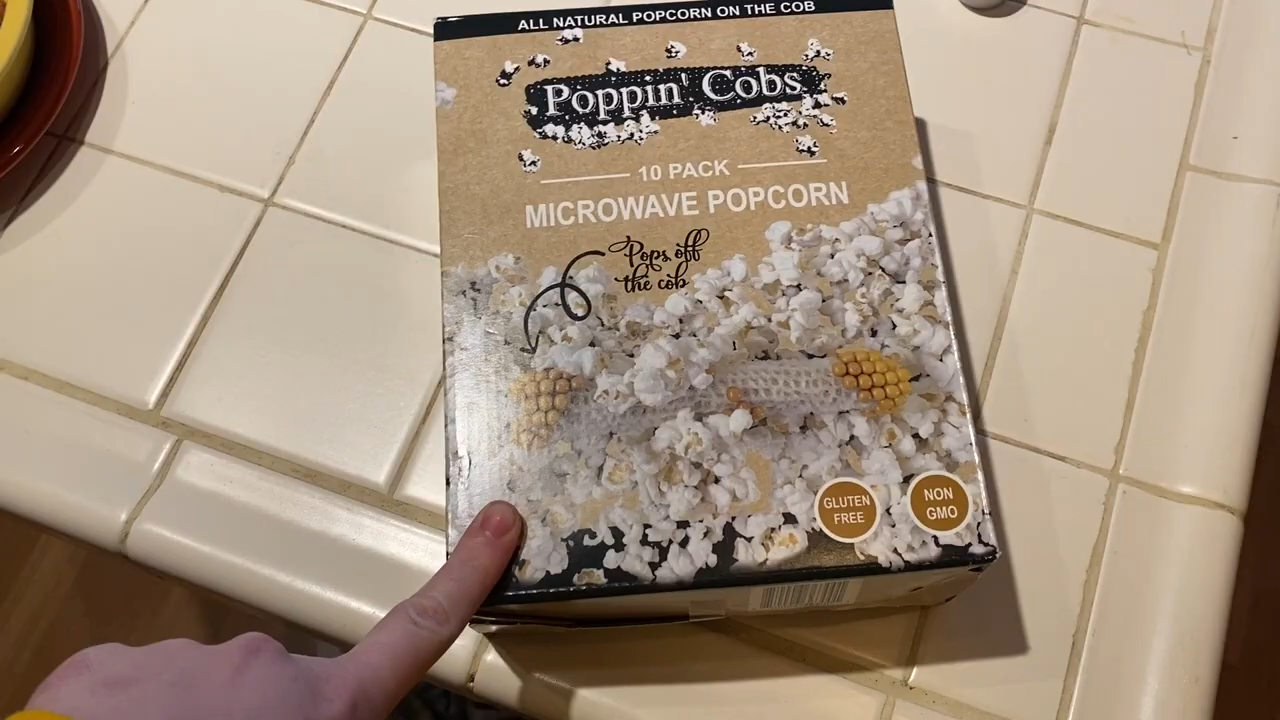 ALL NATURAL POPCORN ON THE COB
Poppin' Cobs
10 PACK
MICROWAVE POPCORN
Pops off
the cob
GLUTEN
FREE
NON
GMO